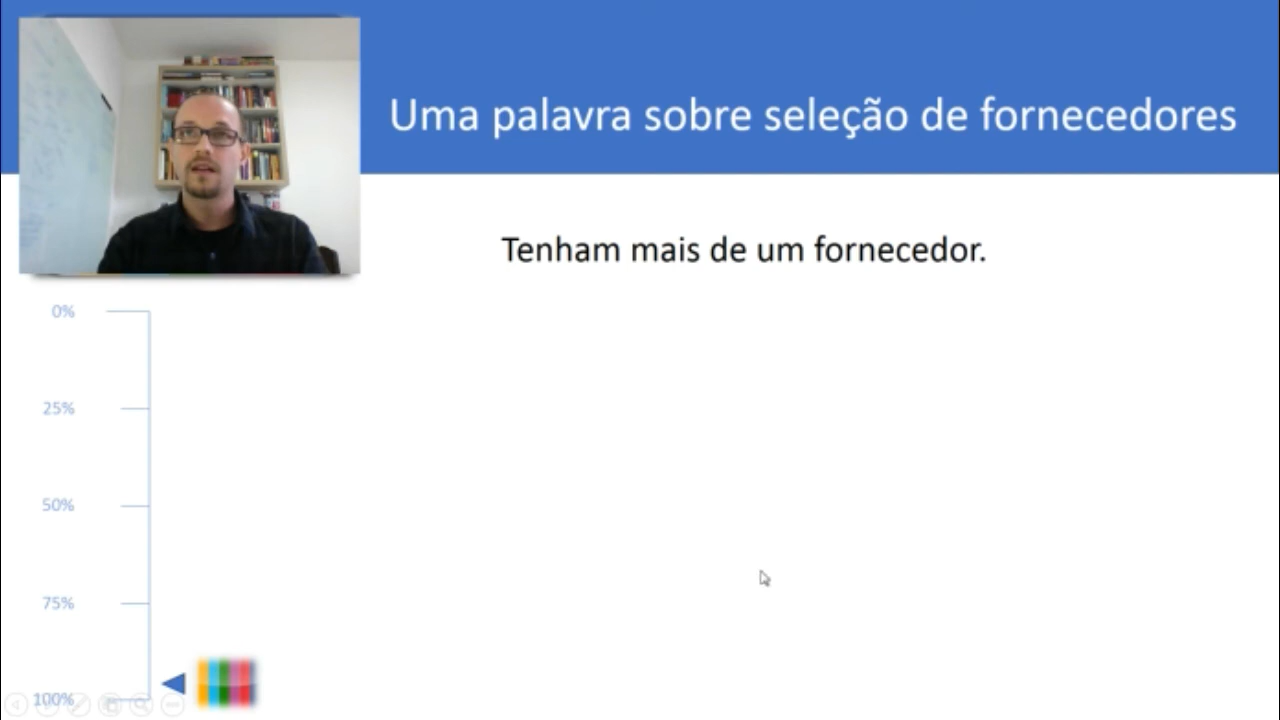 Uma palavra sobre seleção de fornecedores
Tenham mais de um fornecedor.
0%
25%
50%
75%
100%